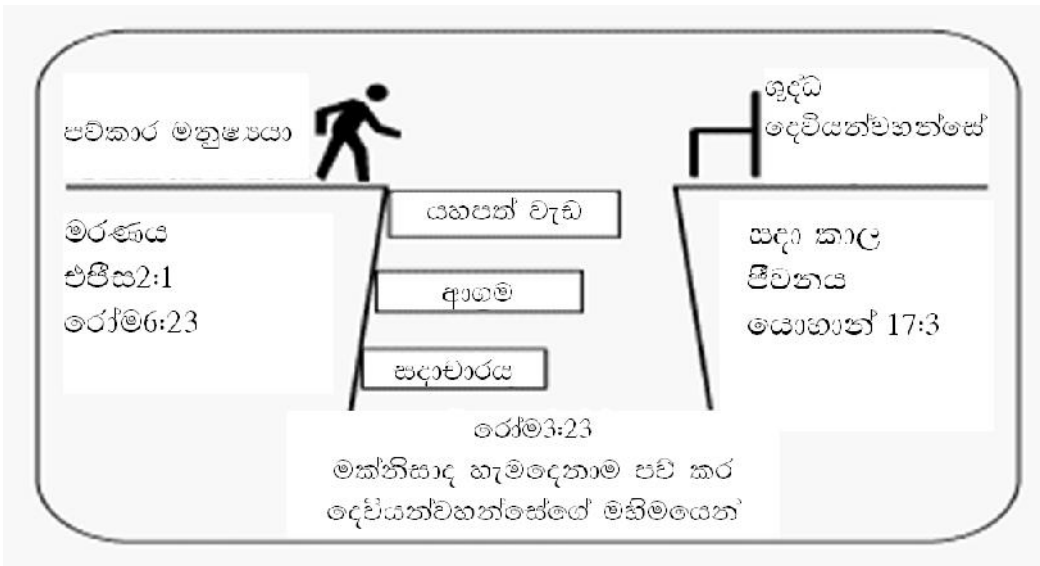 පව්කාර මනුෂ්‍යයා
ශුද්ධ
දෙවියන්වහන්සේ
යහපත් වැඩ
ආගම
සදාචාරය
මරණය
එපීස2:1
රෝම6:23
සදා කාල
ජීවනය
යොහාන් 17:3
රෝම3:23
මක්නිසාද හැමදෙනාම පව් කර
දෙවියන්වහන්සේගේ මහිමයෙන්